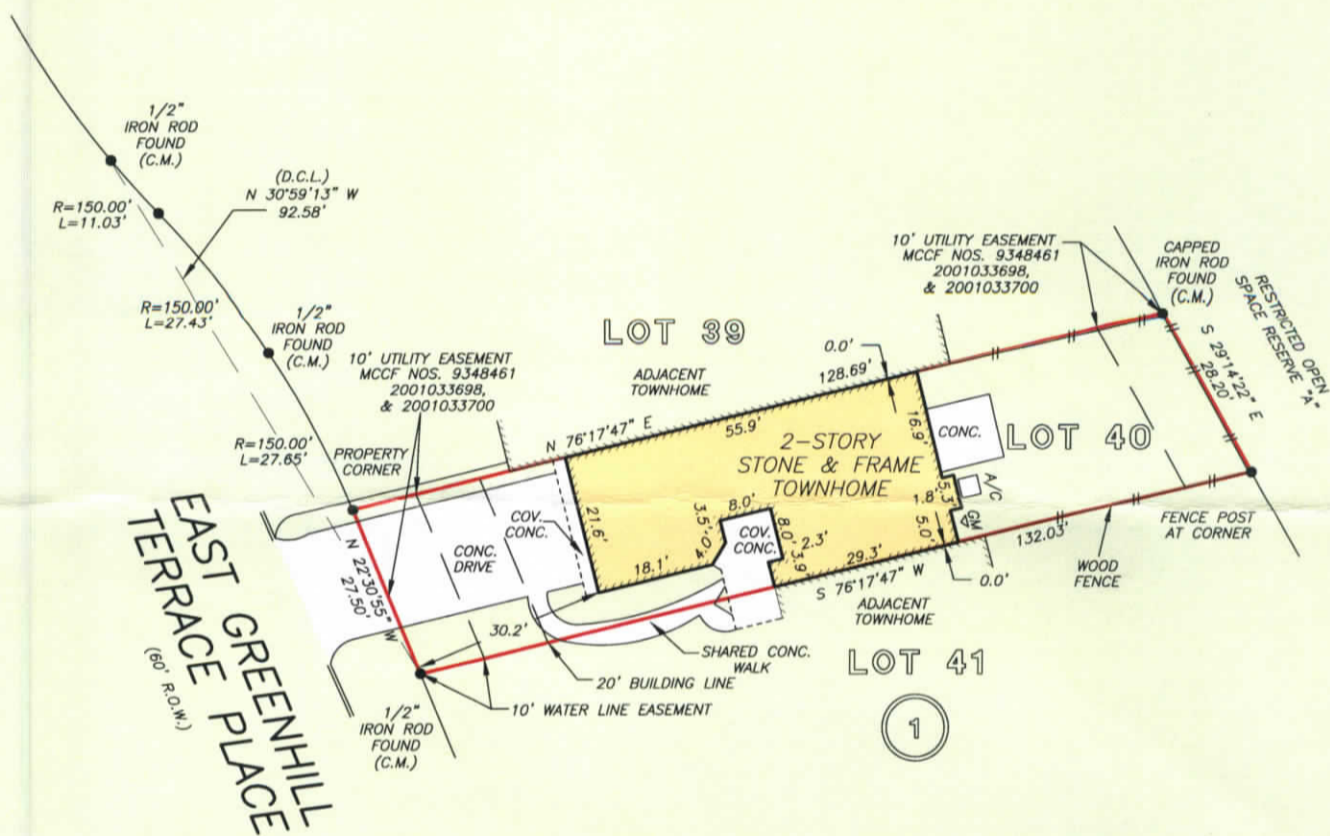 1/2"
IRON ROD
FOUND
(C.M.)
(D.C.L.)
N 30°59'13" W
92.58'
R=150.00'
L=11.03'
R=150.00'
L=27.43'
1/2"
IRON ROD
FOUND
(C.M.)
10' UTILITY EASEMENT
MCCF NOS. 9348461
2001033698,
& 2001033700
R=150.00'
L=27.65'
PROPERTY
CORNER
LOT 39
ADJACENT
TOWNHOME
0.0'
128.69'
N 76°17'47" E
55.9'
10' UTILITY EASEMENT
MCCF NOS. 9348461
2001033698,
& 2001033700
CAPPED
IRON ROD
FOUND
(C.M.)
RESTRICTED OPEN
SPACE RESERVE "A"
S 29°14'22" E
28.20'
2-STORY
STONE & FRAME
TOWNHOME
16.9'
CONC.
LOT 40
A/C
5.3'
1.8'
5.0'
GM
COV.
CONC.
21.6'
18.1'
4.0'
3.5'
8.0'
COV.
CONC.
8.0'
2.3'
3.9'
29.3'
S 76°17'47" W
132.03'
0.0'
FENCE POST
AT CORNER
WOOD
FENCE
ADJACENT
TOWNHOME
LOT 41
1
CONC.
DRIVE
N 22°30'55" W
27.50'
30.2'
SHARED CONC.
WALK
20' BUILDING LINE
10' WATER LINE EASEMENT
1/2"
IRON ROD
FOUND
(C.M.)
EAST GREENHILL
TERRACE PLACE
(60' R.O.W.)